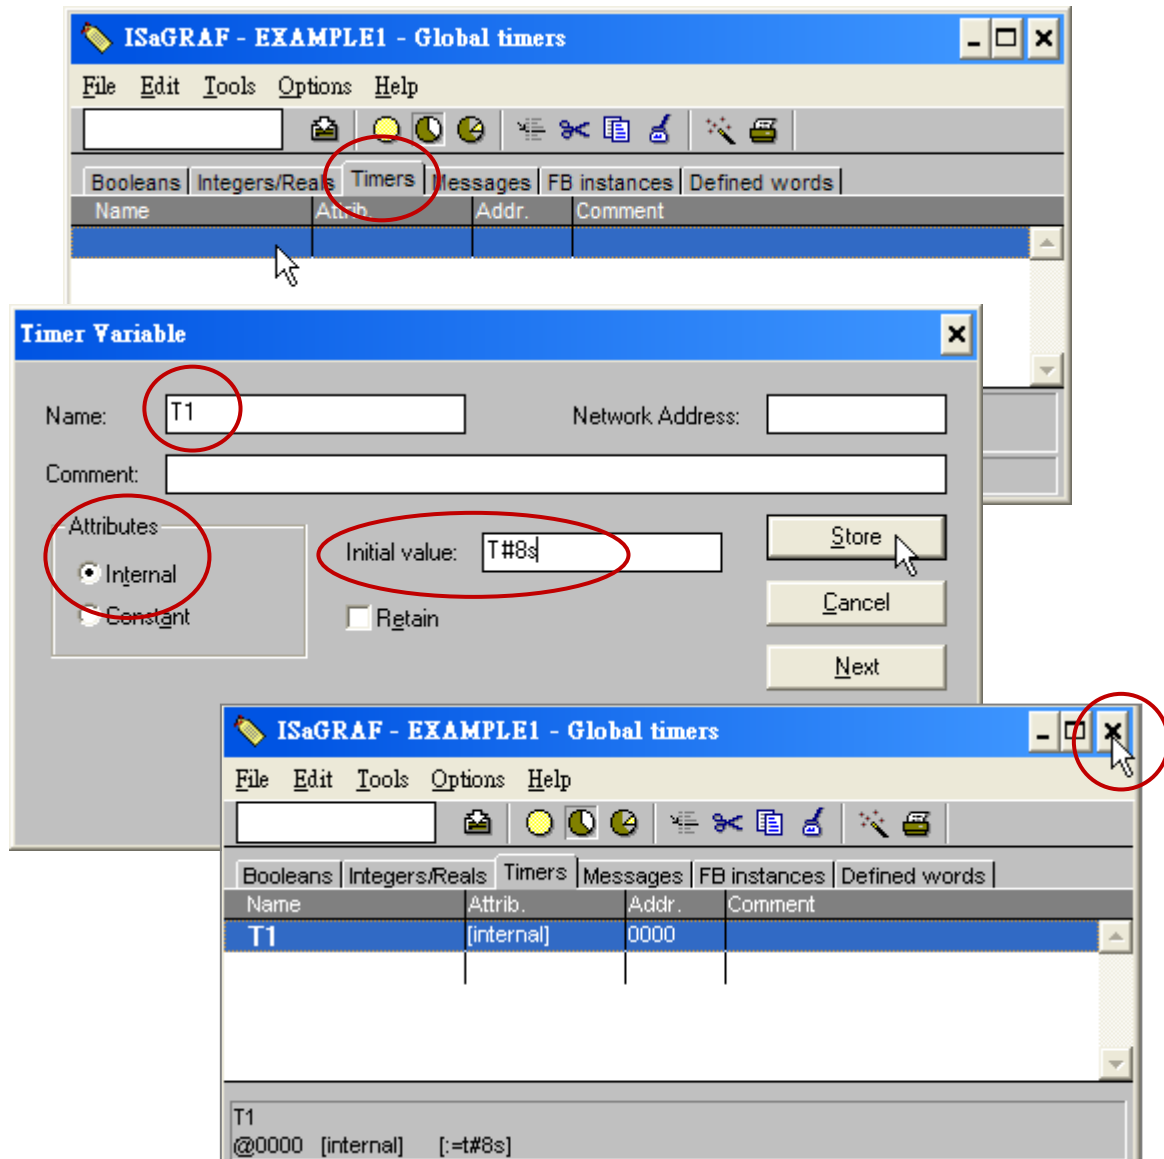 ISaGRAF - EXAMPLE1 - Global timers
File Edit Tools Options Help
Booleans Integers/Reals Timers Messages FB instances Defined words
Name Attrib. Addr. Comment
Timer Variable
Name: T1 Network Address:
Comment:
Attributes
Internal
Constant
Initial value: T#8s
Retain
Store
Cancel
Next
ISaGRAF - EXAMPLE1 - Global timers
File Edit Tools Options Help
Booleans Integers/Reals Timers Messages FB instances Defined words
Name Attrib. Addr. Comment
T1 [internal] 0000
T1
@0000 [internal] [:=t#8s]